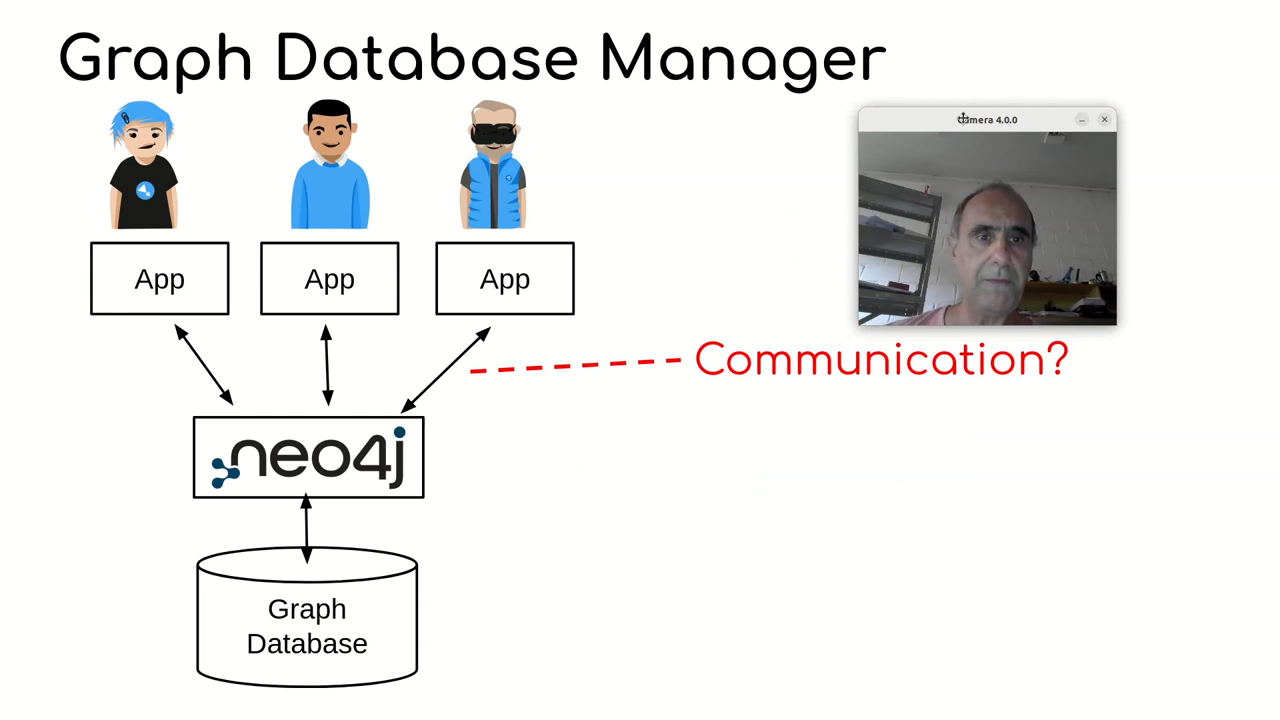 Graph Database Manager
mera 4.0.0
App
App
App
Communication?
neo4j
Graph
Database